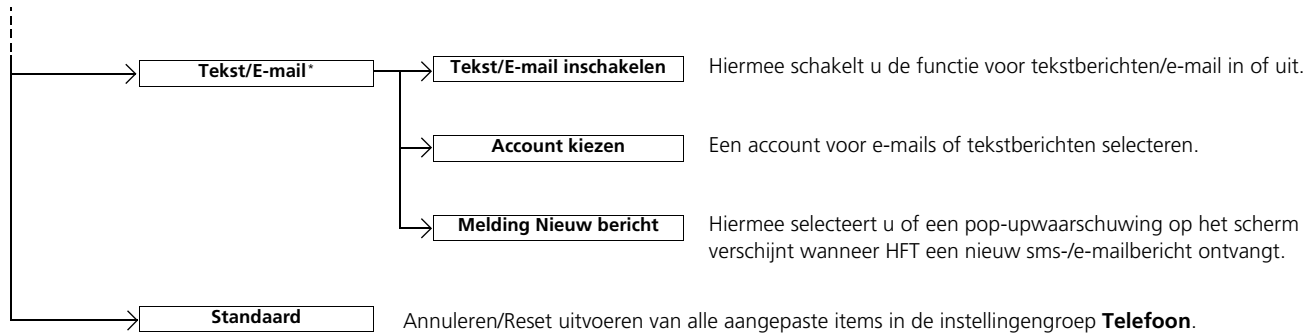 Tekst/E-mail*
Tekst/E-mail inschakelen
Hiermee schakelt u de functie voor tekstberichten/e-mail in of uit.
Account kiezen
Een account voor e-mails of tekstberichten selecteren.
Melding Nieuw bericht
Hiermee selecteert u of een pop-upwaarschuwing op het scherm
verschijnt wanneer HFT een nieuw sms-/e-mailbericht ontvangt.
Standaard
Annuleren/Reset uitvoeren van alle aangepaste items in de instellingengroep Telefoon.